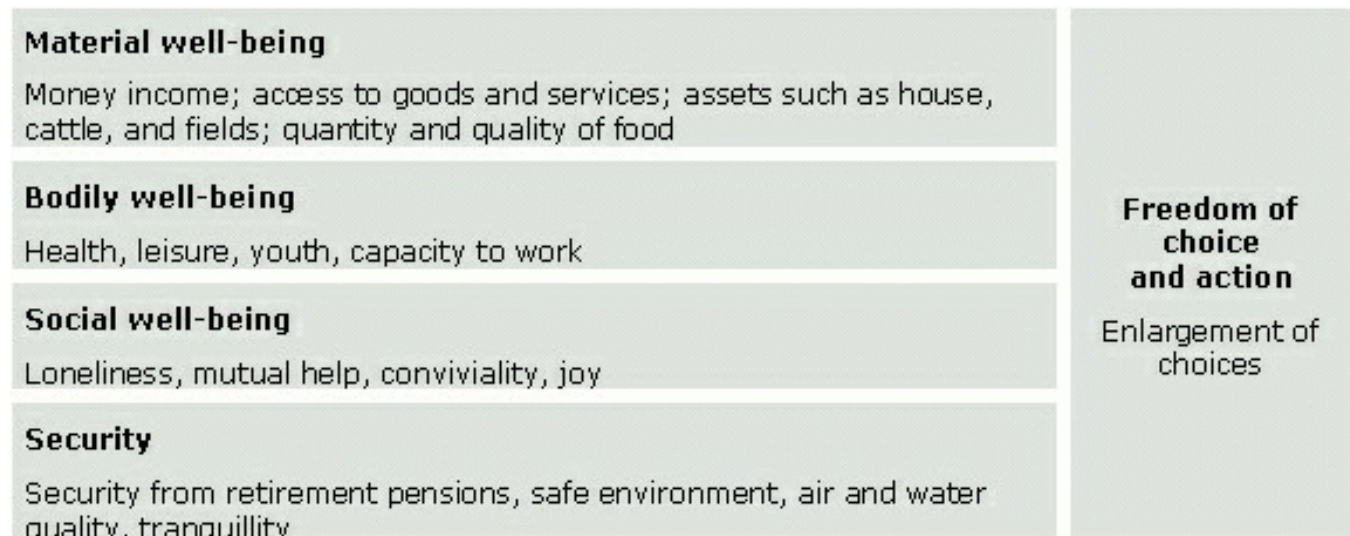 Material well-being
Money income; access to goods and services; assets such as house,
cattle, and fields; quantity and quality of food
Bodily well-being
Health, leisure, youth, capacity to work
Social well-being
Loneliness, mutual help, conviviality, joy
Security
Security from retirement pensions, safe environment, air and water
quality, tranquillity
Freedom of
choice
and action
Enlargement of
choices